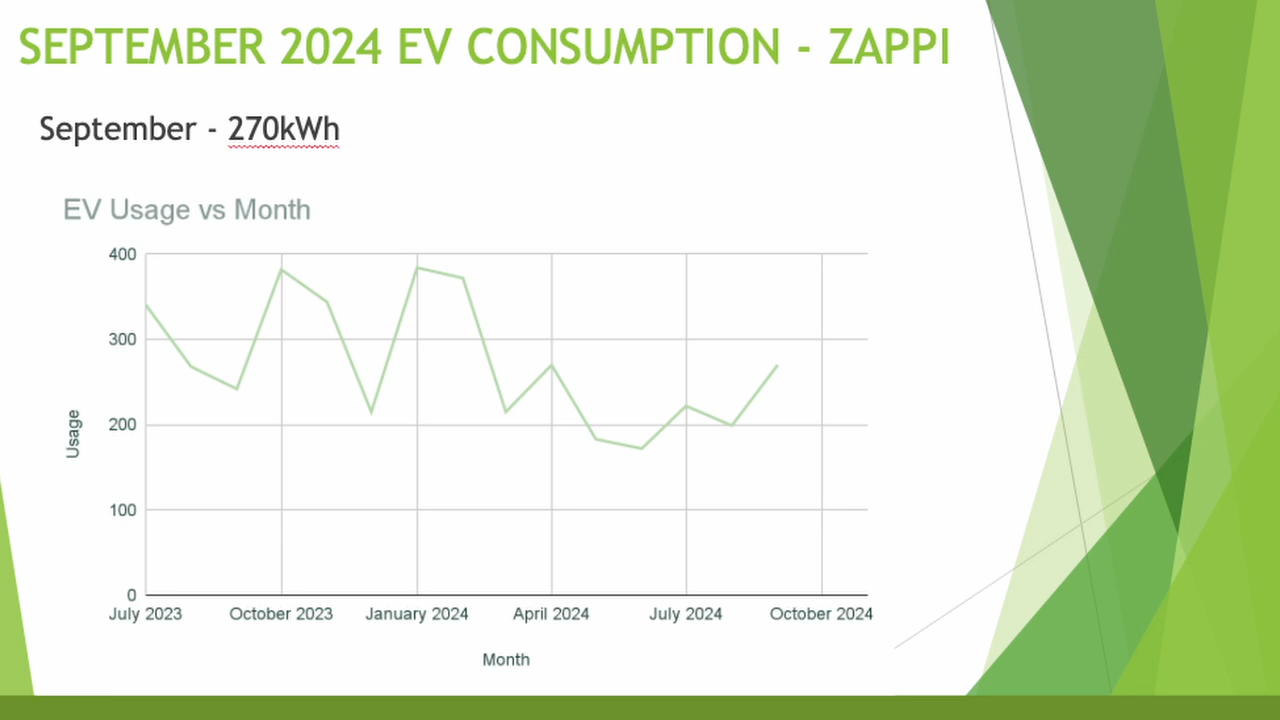 SEPTEMBER 2024 EV CONSUMPTION - ZAPPI
September - 270kWh
EV Usage vs Month
400
300
200
100
0
Usage
July 2023 October 2023 January 2024 April 2024 July 2024 October 2024
Month